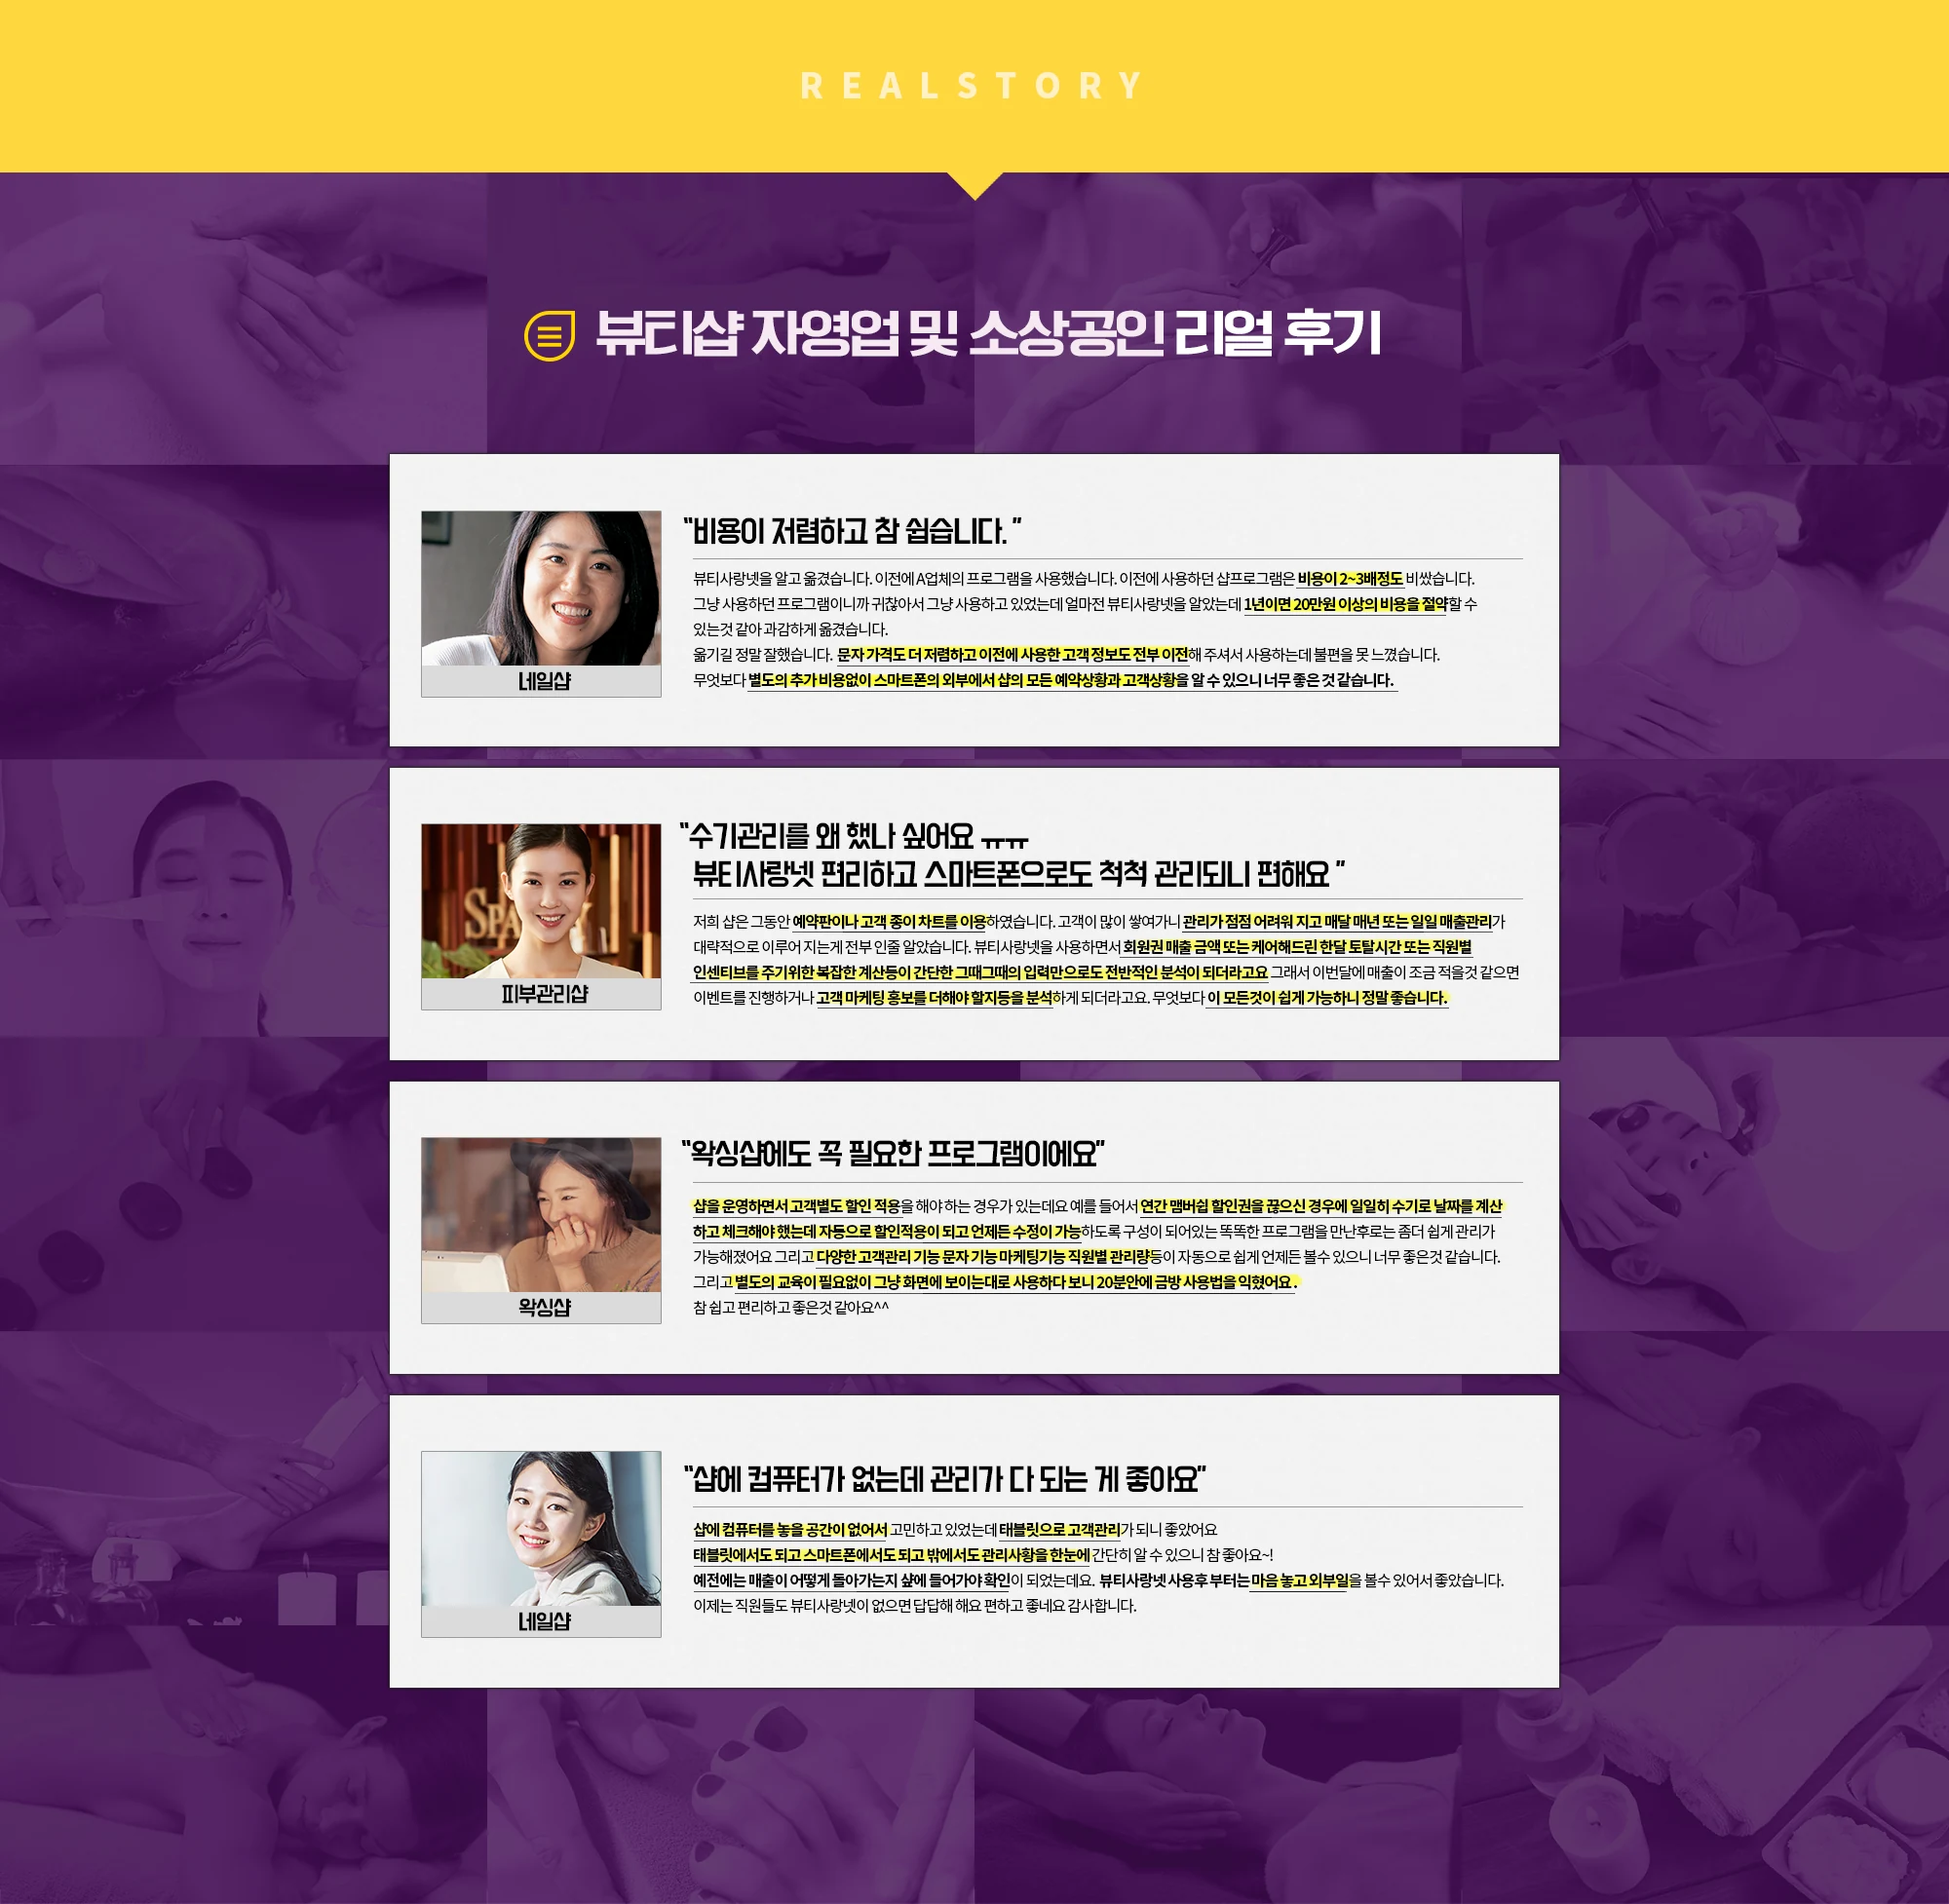 REALSTORY
뷰티샵 자영업 및 소상공인 리얼 후기
"비용이 저렴하고 참 쉽습니다."
뷰티사랑넷을 알고 옮겼습니다. 이전에 A업체의 프로그램을 사용했습니다. 이전에 사용하던 샵프로그램은 비용이 2~3배정도 비쌌습니다.
그냥 사용하던 프로그램이니까 귀찮아서 그냥 사용하고 있었는데 얼마전 뷰티사랑넷을 알았는데 1년이면 20만원 이상의 비용을 절약할 수
있는것 같아 과감하게 옮겼습니다.
옮기길 정말 잘했습니다. 문자 가격도 더 저렴하고 이전에 사용한 고객 정보도 전부 이전해 주셔서 사용하는데 불편을 못 느꼈습니다.
무엇보다 별도의 추가 비용없이 스마트폰의 외부에서 샵의 모든 예약상황과 고객상황을 알 수 있으니 너무 좋은 것 같습니다.
네일샵
"수기관리를 왜 했나 싶어요 ㅠㅠ
뷰티사랑넷 편리하고 스마트폰으로도 척척 관리되니 편해요"
저희 샵은 그동안 예약판이나 고객 종이 차트를 이용하였습니다. 고객이 많이 쌓여가니 관리가 점점 어려워 지고 매달 매년 또는 일일 매출관리가
대략적으로 이루어 지는게 전부 인줄 알았습니다. 뷰티사랑넷을 사용하면서 회원권 매출 금액 또는 케어해드린 한달 토탈시간 또는 직원별
인센티브를 주기위한 복잡한 계산등이 간단한 그때그때의 입력만으로도 전반적인 분석이 되더라고요 그래서 이번달에 매출이 조금 적을것 같으면
이벤트를 진행하거나 고객 마케팅 홍보를 더해야 할지등을 분석하게 되더라고요. 무엇보다 이 모든것이 쉽게 가능하니 정말 좋습니다.
SPA
피부관리샵
"왁싱샵에도 꼭 필요한 프로그램이에요"
샵을 운영하면서 고객별도 할인 적용을 해야 하는 경우가 있는데요 예를 들어서 연간 맴버쉽 할인권을 끊으신 경우에 일일히 수기로 날짜를 계산
하고 체크해야 했는데 자동으로 할인적용이 되고 언제든 수정이 가능하도록 구성이 되어있는 똑똑한 프로그램을 만난후로는 좀더 쉽게 관리가
가능해졌어요 그리고 다양한 고객관리 기능 문자 기능 마케팅기능 직원별 관리량등이 자동으로 쉽게 언제든 볼수 있으니 너무 좋은것 같습니다.
그리고 별도의 교육이 필요없이 그냥 화면에 보이는대로 사용하다 보니 20분안에 금방 사용법을 익혔어요.
참 쉽고 편리하고 좋은것 같아요^^
왁싱샵
"샵에 컴퓨터가 없는데 관리가 다 되는 게 좋아요"
샵에 컴퓨터를 놓을 공간이 없어서 고민하고 있었는데 태블릿으로 고객관리가 되니 좋았어요
태블릿에서도 되고 스마트폰에서도 되고 밖에서도 관리사황을 한눈에 간단히 알 수 있으니 참 좋아요~!
예전에는 매출이 어떻게 돌아가는지 샾에 들어가야 확인이 되었는데요. 뷰티사랑넷 사용후 부터는 마음 놓고 외부일을 볼수 있어서 좋았습니다.
이제는 직원들도 뷰티사랑넷이 없으면 답답해 해요 편하고 좋네요 감사합니다.
네일샵